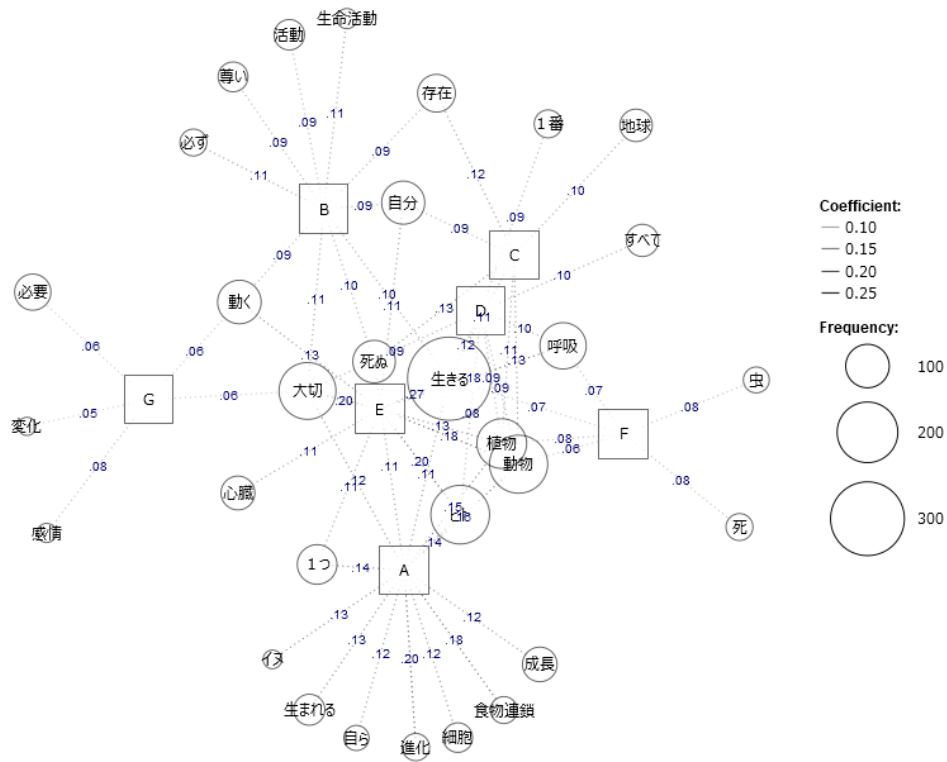 生命活動
活動
尊い
存在
必ず
1番
地球
.11
.09
.09
.09
.11
.12
.10
.09
B
.09
自分
.09
C
すべて
.09
.10
必要
動く
.11
.10
.10
.11
.13
D
.11
.10
呼吸
.06
.06
.13
.09
死ぬ
.12
.11
.13
大切
生きる
.18
.09
.09
虫
G
.06
.20
E
.27
.08
.07
.07
.08
変化
.05
.13
.18
植物
.08
.06
F
動物
.08
.11
.11
.20
.11
心臓
.12
.11
.08
感情
.15
ヒト
死
.14
1つ
.14
A
.13
.12
.13
.12
.20
.12
.18
イヌ
成長
生まれる
食物連鎖
自ら
進化
細胞
Coefficient:
0.10
0.15
0.20
0.25
Frequency:
100
200
300